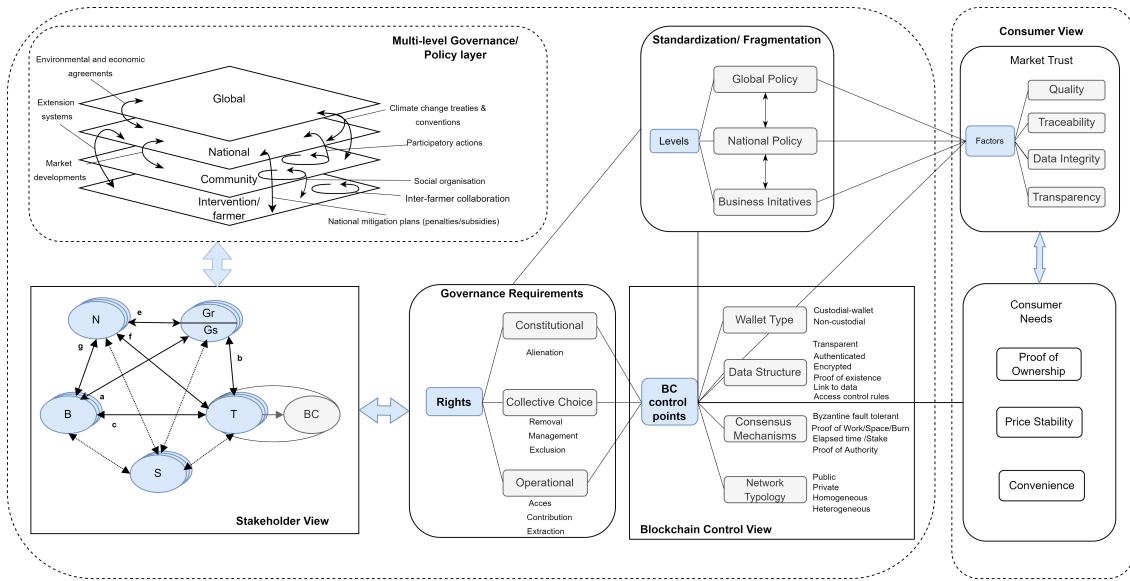 Multi-level Governance/
Policy layer
Environmental and economic
agreements
Extension
systems
Market
developments
Global
National
Community
Intervention/
farmer
Climate change treaties &
conventions
Participatory actions
Social organisation
Inter-farmer collaboration
National mitigation plans (penalties/subsidies)
Standardization/ Fragmentation
Levels
Global Policy
National Policy
Business Initatives
Consumer View
Market Trust
Factors
Quality
Traceability
Data Integrity
Transparency
Consumer
Needs
Proof of
Ownership
Price Stability
Convenience
N
Gr
Gs
B
T
BC
S
e
g
f
b
a
c
Stakeholder View
Governance Requirements
Rights
Constitutional
Alienation
Collective Choice
Removal
Management
Exclusion
Operational
Acces
Contribution
Extraction
BC
control
points
Wallet Type
Custodial-wallet
Non-custodial
Data Structure
Transparent
Authenticated
Encrypted
Proof of existence
Link to data
Access control rules
Consensus
Mechanisms
Byzantine fault tolerant
Proof of Work/Space/Burn
Elapsed time /Stake
Proof of Authority
Network
Typology
Public
Private
Homogeneous
Heterogeneous
Blockchain Control View